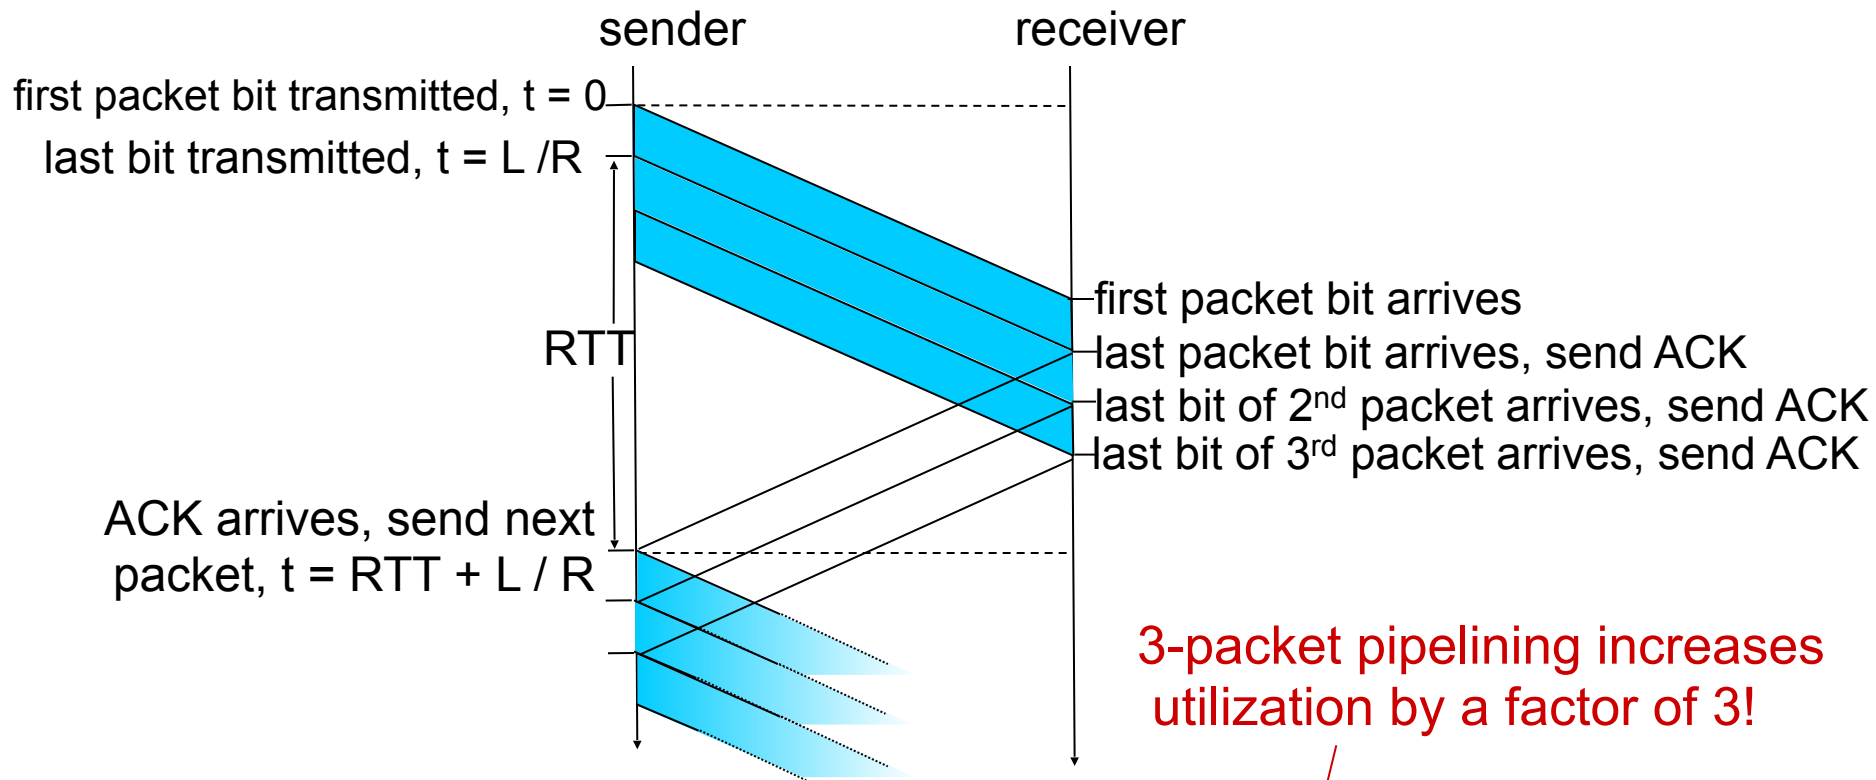 sender
receiver
first packet bit transmitted, t = 0
last bit transmitted, t = L /R
RTT
first packet bit arrives
last packet bit arrives, send ACK
last bit of 2nd packet arrives, send ACK
last bit of 3rd packet arrives, send ACK
ACK arrives, send next
packet, t = RTT + L / R
3-packet pipelining increases
utilization by a factor of 3!